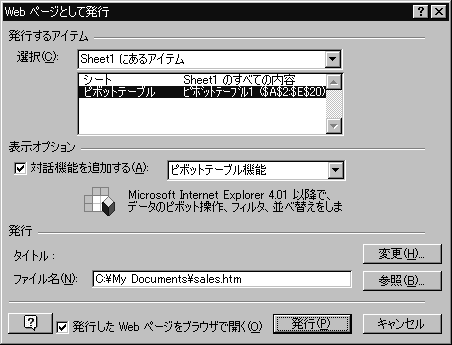 Web ページとして発行
発行するアイテム
選択(C): Sheet1 にあるアイテム
シート Sheet1 のすべての内容
ピボットテーブル ピボットテーブル1 ($A$2:$E$20)
表示オプション
対話機能を追加する(A): ピボットテーブル機能
Microsoft Internet Explorer 4.01 以降で、
データのピボット操作、フィルタ、並べ替えをしま
発行
タイトル : 変更(H)...
ファイル名(N): C:¥My Documents¥sales.htm 参照(B)...
発行した Web ページをブラウザで開く(O) 発行(P) キャンセル